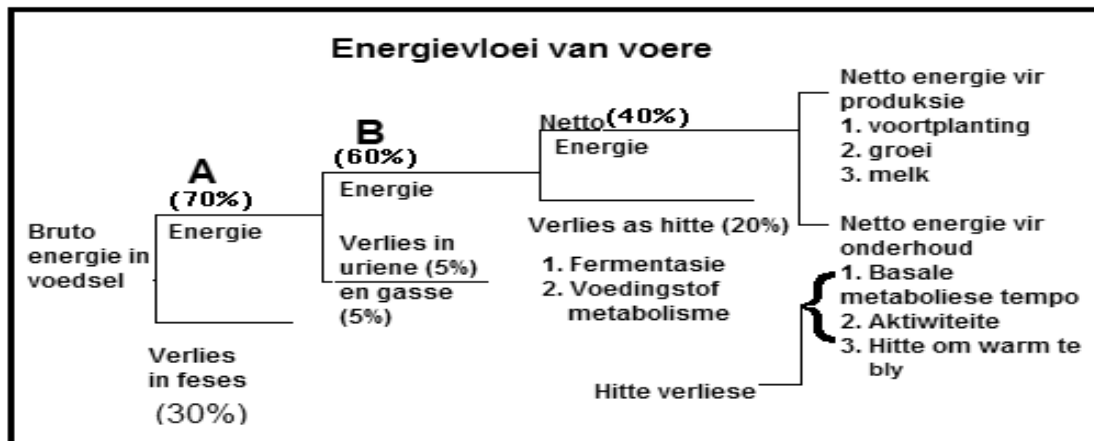 Energievloei van voere
Bruto
energie in
voedsel
A
(70%)
Energie
Verlies
in feses
(30%)
B
(60%)
Energie
Verlies in
uriene (5%)
en gasse
(5%)
Netto (40%)
Energie
Verlies as hitte (20%)
1. Fermentasie
2. Voedingstof
metabolisme
Netto energie vir
produksie
1. voortplanting
2. groei
3. melk
Netto energie vir
onderhoud
1. Basale
metaboliese tempo
2. Aktiwiteite
3. Hitte om warm te
bly
Hitte verliese